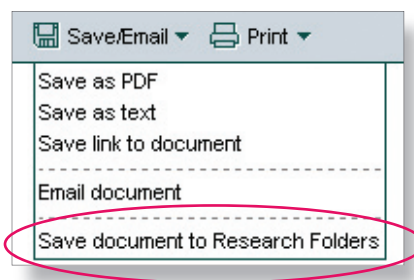 Save/Email Print
Save as PDF
Save as text
Save link to document
Email document
Save document to Research Folders